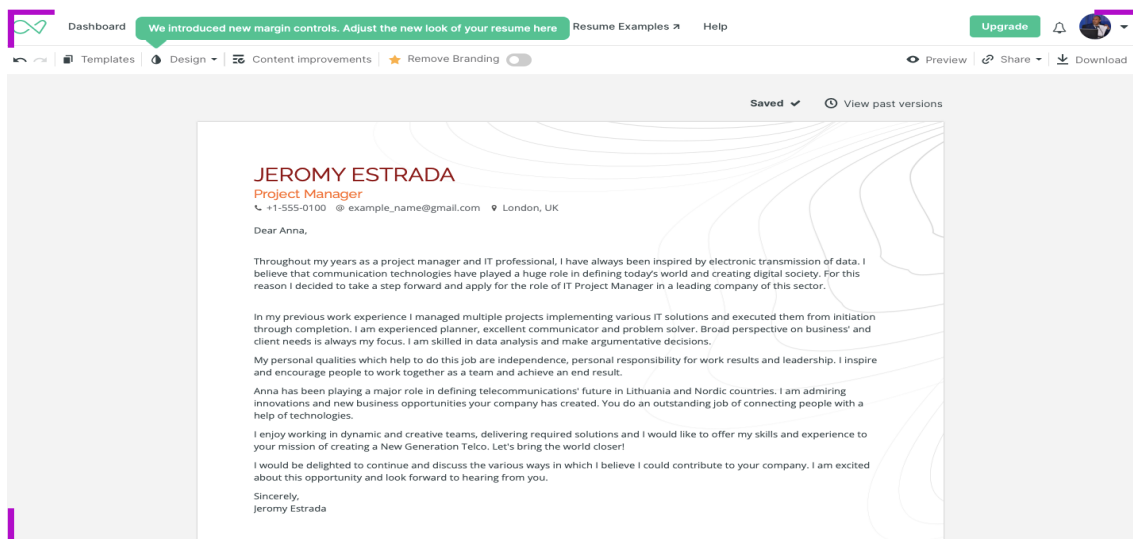 Dashboard We introduced new margin controls. Adjust the new look of your resume here Resume Examples Help Upgrade
Templates Design Content improvements Remove Branding Preview Share Download
Saved View past versions
JEROMY ESTRADA
Project Manager
+1-555-0100 @ example_name@gmail.com London, UK
Dear Anna,
Throughout my years as a project manager and IT professional, I have always been inspired by electronic transmission of data. I
believe that communication technologies have played a huge role in defining today's world and creating digital society. For this
reason I decided to take a step forward and apply for the role of IT Project Manager in a leading company of this sector.
In my previous work experience I managed multiple projects implementing various IT solutions and executed them from initiation
through completion. I am experienced planner, excellent communicator and problem solver. Broad perspective on business' and
client needs is always my focus. I am skilled in data analysis and make argumentative decisions.
My personal qualities which help to do this job are independence, personal responsibility for work results and leadership. I inspire
and encourage people to work together as a team and achieve an end result.
Anna has been playing a major role in defining telecommunications' future in Lithuania and Nordic countries. I am admiring
innovations and new business opportunities your company has created. You do an outstanding job of connecting people with a
help of technologies.
I enjoy working in dynamic and creative teams, delivering required solutions and I would like to offer my skills and experience to
your mission of creating a New Generation Telco. Let's bring the world closer!
I would be delighted to continue and discuss the various ways in which I believe I could contribute to your company. I am excited
about this opportunity and look forward to hearing from you.
Sincerely,
Jeromy Estrada